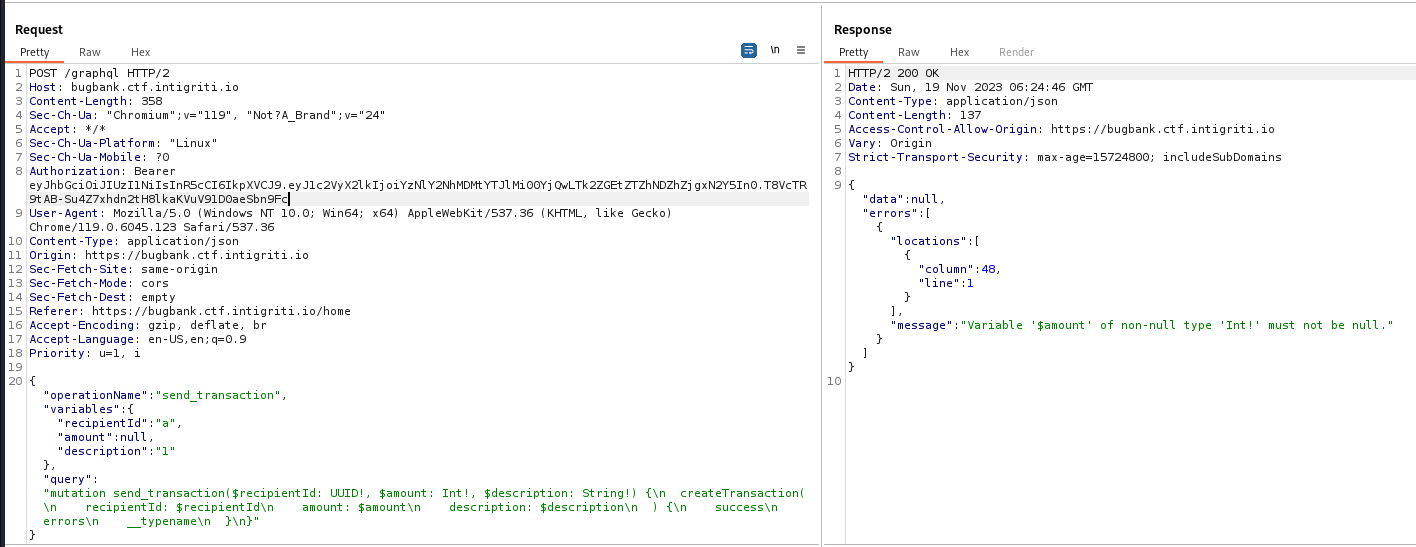 Request
Pretty Raw Hex
\n
1 POST /graphql HTTP/2
2 Host: bugbank.ctf.intigriti.io
3 Content-Length: 358
4 Sec-Ch-Ua: "Chromium";v="119", "Not?A_Brand";v="24"
5 Accept: */*
6 Sec-Ch-Ua-Platform: "Linux"
7 Sec-Ch-Ua-Mobile: ?0
8 Authorization: Bearer
eyJhbGciOiJIUzI1NiIsInR5cCI6IkpXVCJ9.eyJ1c2VyX2lkIjoiYzNlY2NhMDMtYTJlMi00YjQwLTk2ZGEtZTZhNDZhZjgxN2Y5In0.T8VcTR
9tAB-Su4Z7xhdn2tH8lkaKVuV91D0aeSbn9Fc
9 User-Agent: Mozilla/5.0 (Windows NT 10.0; Win64; x64) AppleWebKit/537.36 (KHTML, like Gecko)
Chrome/119.0.6045.123 Safari/537.36
10 Content-Type: application/json
11 Origin: https://bugbank.ctf.intigriti.io
12 Sec-Fetch-Site: same-origin
13 Sec-Fetch-Mode: cors
14 Sec-Fetch-Dest: empty
15 Referer: https://bugbank.ctf.intigriti.io/home
16 Accept-Encoding: gzip, deflate, br
17 Accept-Language: en-US,en;q=0.9
18 Priority: u=1, i
19
20 {
"operationName":"send_transaction",
"variables":{
"recipientId":"a",
"amount":null,
"description":"1"
},
"query":
"mutation send_transaction($recipientId: UUID!, $amount: Int!, $description: String!) {\n  createTransaction(
\n    recipientId: $recipientId\n    amount: $amount\n    description: $description\n  ) {\n    success\n
errors\n    __typename\n  }\n}"
}
Response
Pretty Raw Hex Render
1 HTTP/2 200 OK
2 Date: Sun, 19 Nov 2023 06:24:46 GMT
3 Content-Type: application/json
4 Content-Length: 137
5 Access-Control-Allow-Origin: https://bugbank.ctf.intigriti.io
6 Vary: Origin
7 Strict-Transport-Security: max-age=15724800; includeSubDomains
8
9 {
"data":null,
"errors":[
{
"locations":[
{
"column":48,
"line":1
}
],
"message":"Variable '$amount' of non-null type 'Int!' must not be null."
}
]
}
10